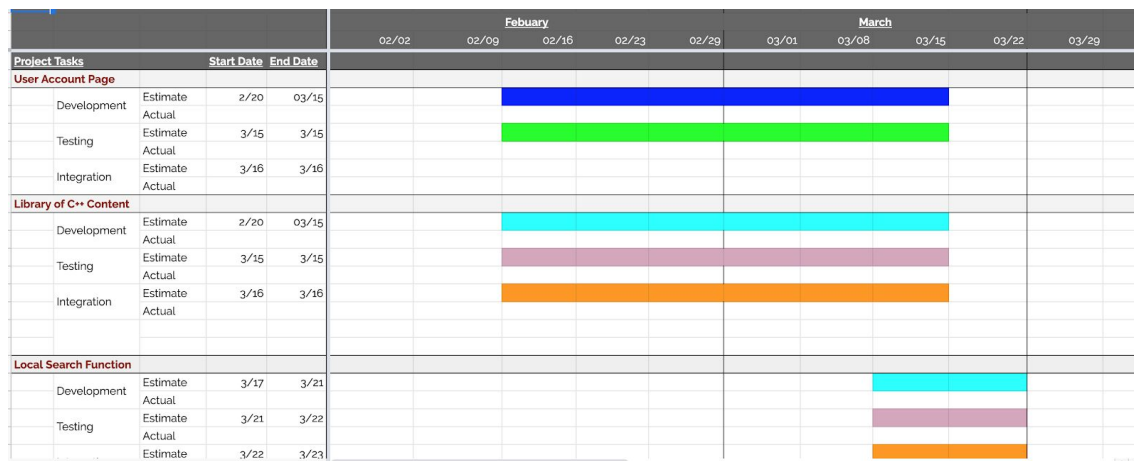 Febuary March
02/02 02/09 02/16 02/23 02/29 03/01 03/08 03/15 03/22 03/29
Project Tasks Start Date End Date
User Account Page
Development Estimate 2/20 03/15
Actual
Testing Estimate 3/15 3/15
Actual
Integration Estimate 3/16 3/16
Actual
Library of C++ Content
Development Estimate 2/20 03/15
Actual
Testing Estimate 3/15 3/15
Actual
Integration Estimate 3/16 3/16
Actual
Local Search Function
Development Estimate 3/17 3/21
Actual
Testing Estimate 3/21 3/22
Actual
Estimate 3/22 3/23